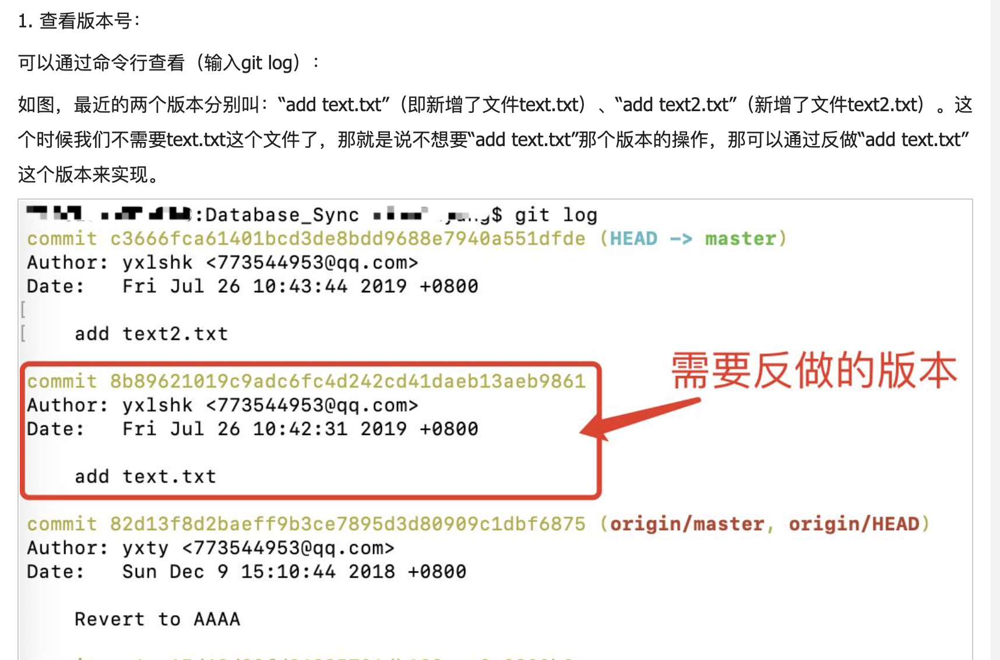 1. 查看版本号：
可以通过命令行查看（输入git log）：
如图，最近的两个版本分别叫：“add text.txt”（即新增了文件text.txt）、“add text2.txt”（新增了文件text2.txt）。这
个时候我们不需要text.txt这个文件了，那就是说不想要“add text.txt”那个版本的操作，那可以通过反做“add text.txt”
这个版本来实现。
:Database_Sync $ git log
commit c3666fca61401bcd3de8bdd9688e7940a551dfde (HEAD -> master)
Author: yxlshk <773544953@qq.com>
Date:   Fri Jul 26 10:43:44 2019 +0800
[
[    add text2.txt
需要反做的版本
commit 8b89621019c9adc6fc4d242cd41daeb13aeb9861
Author: yxlshk <773544953@qq.com>
Date:   Fri Jul 26 10:42:31 2019 +0800
add text.txt
commit 82d13f8d2baeff9b3ce7895d3d80909c1dbf6875 (origin/master, origin/HEAD)
Author: yxty <773544953@qq.com>
Date:   Sun Dec 9 15:10:44 2018 +0800
Revert to AAAA